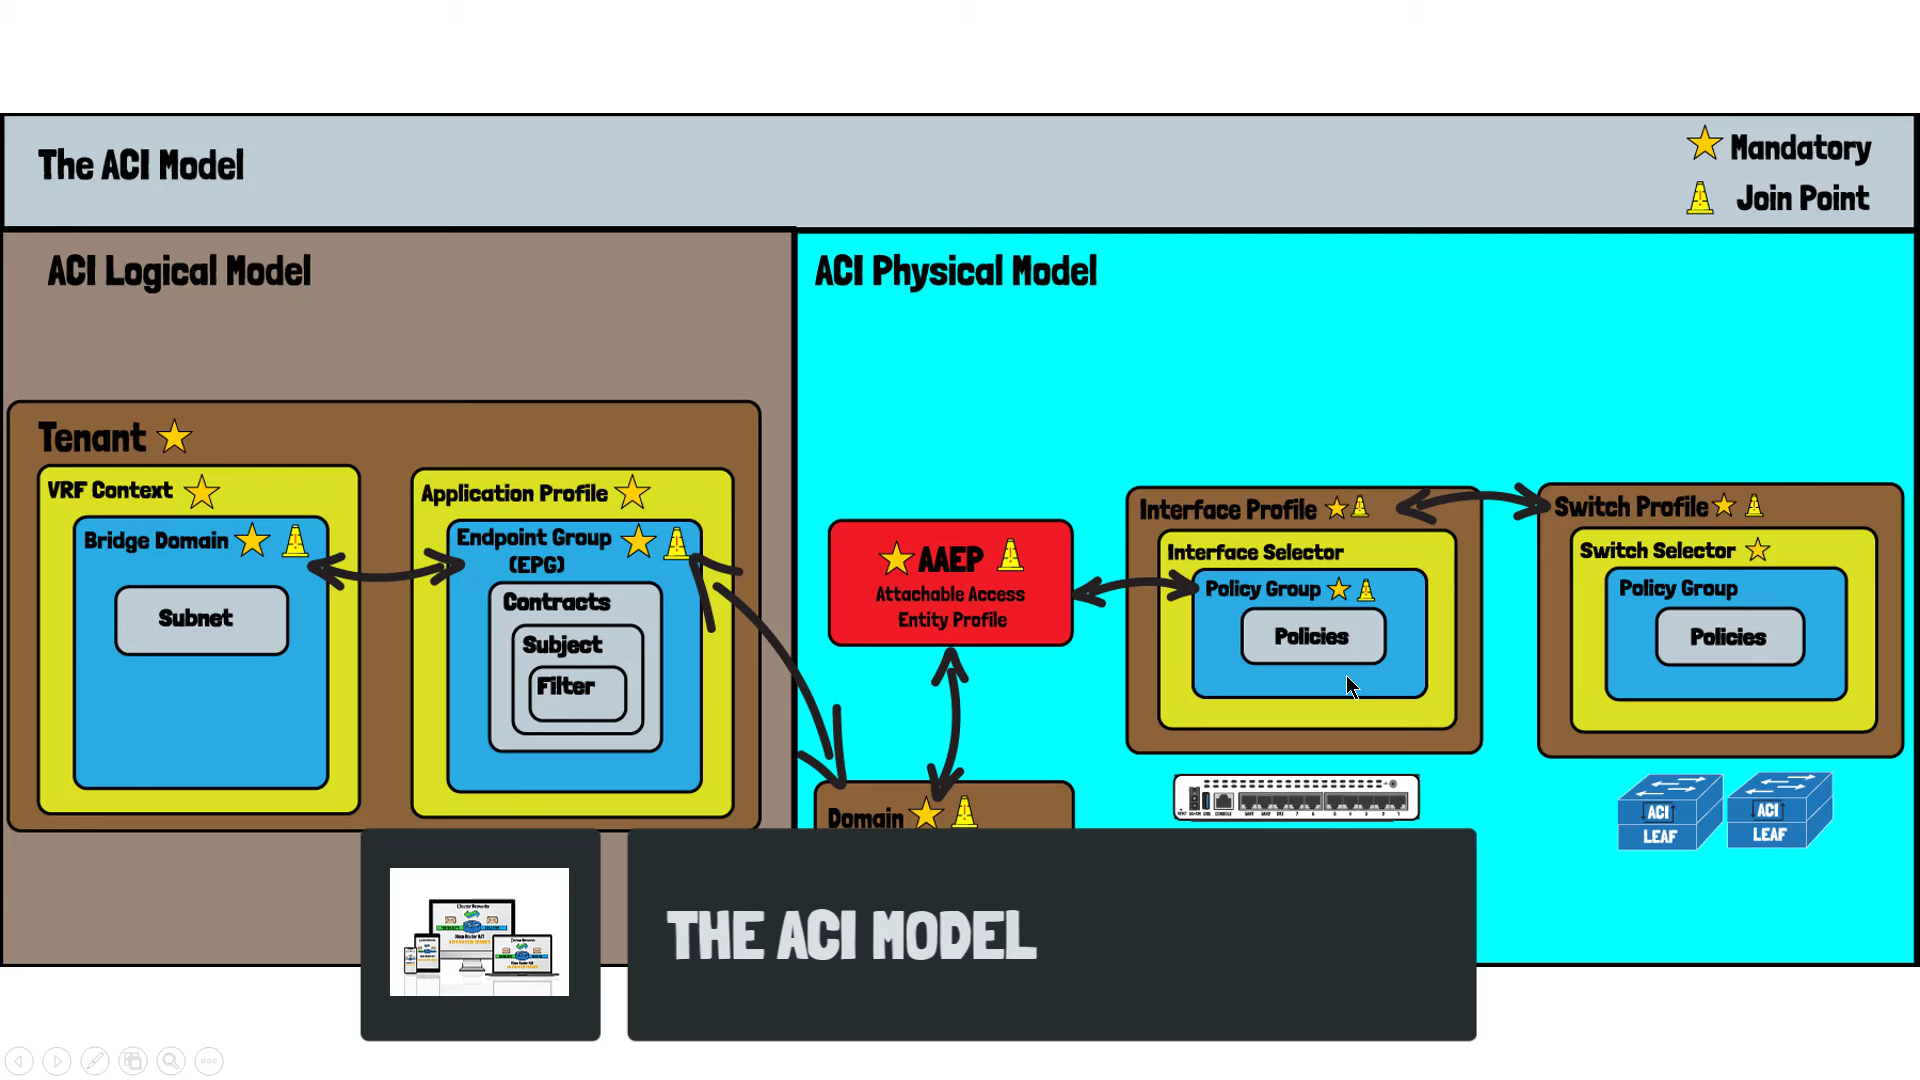 The ACI Model
Mandatory
Join Point
ACI Logical Model
ACI Physical Model
Tenant
VRF Context
Bridge Domain
Subnet
Application Profile
Endpoint Group
(EPG)
Contracts
Subject
Filter
AAEP
Attachable Access
Entity Profile
Domain
Interface Profile
Interface Selector
Policy Group
Policies
Switch Profile
Switch Selector
Policy Group
Policies
CONSOLE
ACI
LEAF
ACI
LEAF
THE ACI MODEL